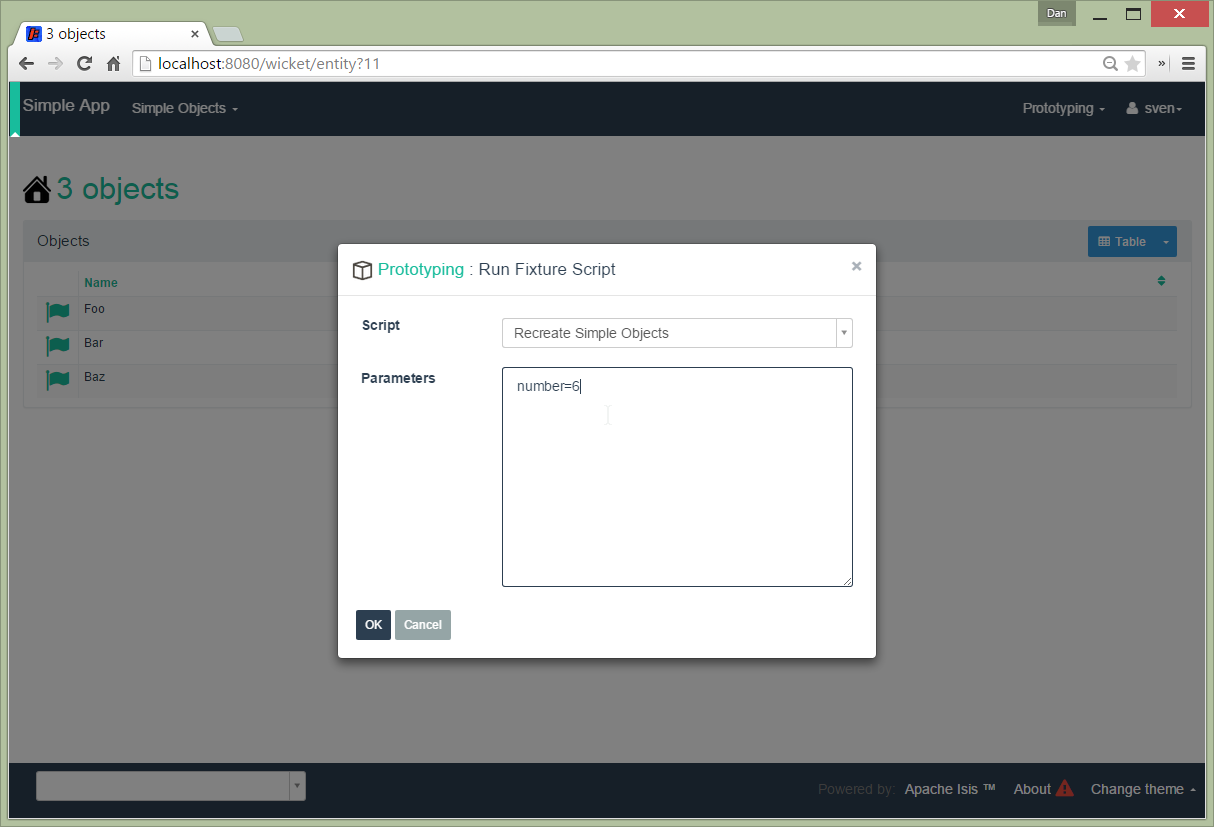 Dan
3 objects
localhost:8080/wicket/entity?11
Simple App Simple Objects Prototyping sven
3 objects
Objects Table
Name
Foo
Bar
Baz
Prototyping : Run Fixture Script
Script Recreate Simple Objects
Parameters number=6
OK Cancel
Powered by: Apache Isis ™ About Change theme